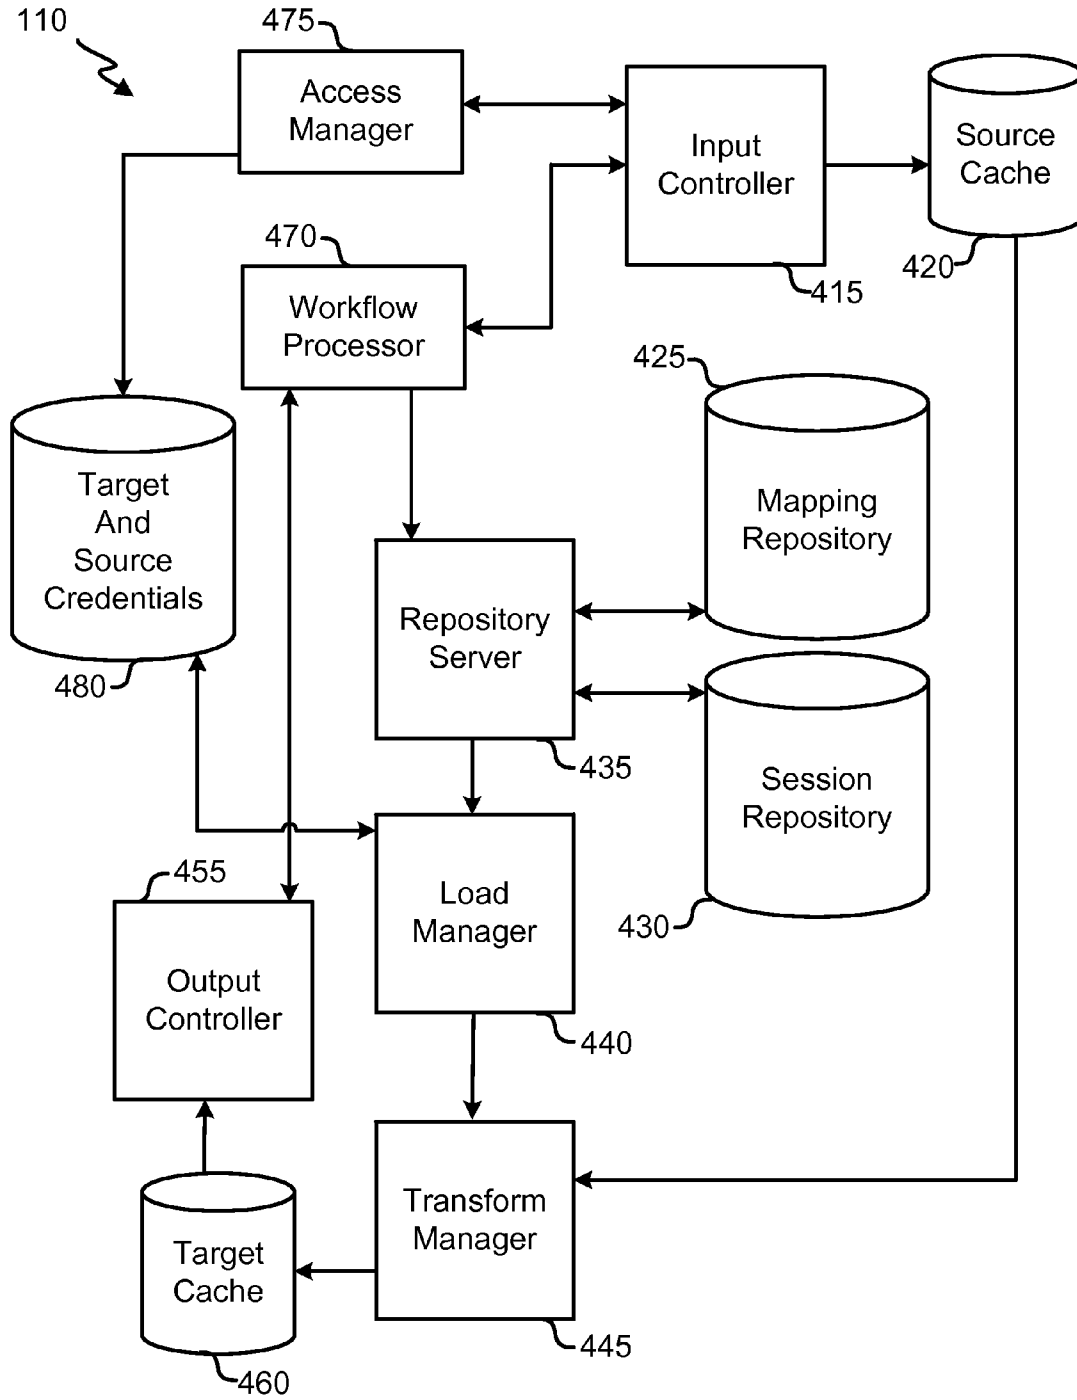 110
475
Access
Manager
Input
Controller
415
Source
Cache
420
470
Workflow
Processor
425
Mapping
Repository
Target
And
Source
Credentials
480
Repository
Server
435
Session
Repository
430
455
Output
Controller
Load
Manager
440
Transform
Manager
445
Target
Cache
460